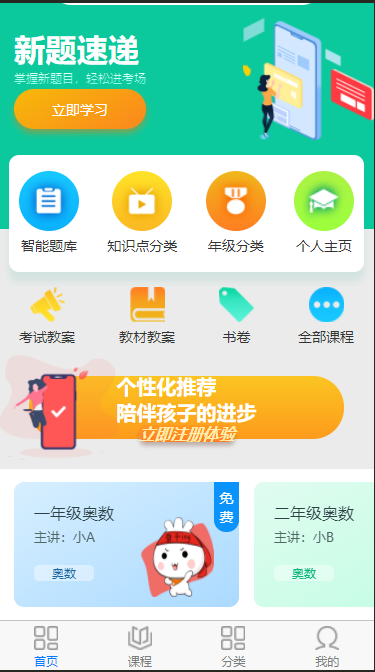 新题速递
掌握新题目，轻松进考场
立即学习
智能题库
知识点分类
年级分类
个人主页
考试教案
教材教案
书卷
全部课程
个性化推荐
陪伴孩子的进步
立即注册体验
一年级奥数
免费
主讲：小A
奥数
二年级奥数
主讲：小B
奥数
首页
课程
分类
我的